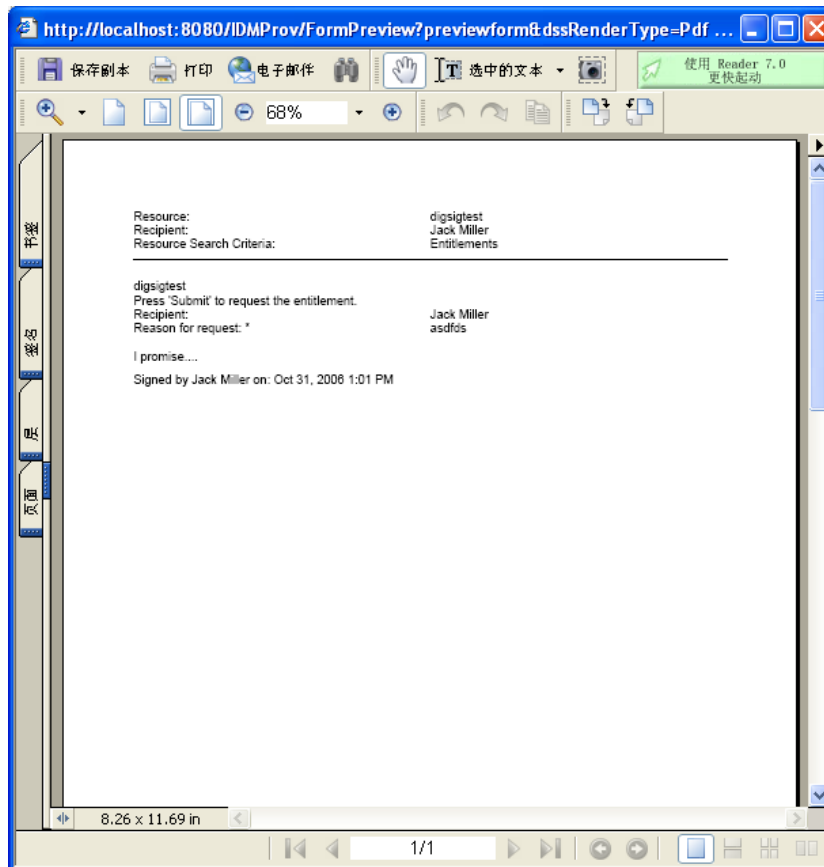 http://localhost:8080/IDMProv/FormPreview?previewform&dssRenderType=Pdf ...
保存副本 打印 电子邮件 选中的文本 使用 Reader 7.0
更快起动
68%
书签
签名
层
页面
Resource: digsigtest
Recipient: Jack Miller
Resource Search Criteria: Entitlements
digsigtest
Press 'Submit' to request the entitlement.
Recipient: Jack Miller
Reason for request: * asdfds
I promise....
Signed by Jack Miller on: Oct 31, 2006 1:01 PM
8.26 x 11.69 in
1/1